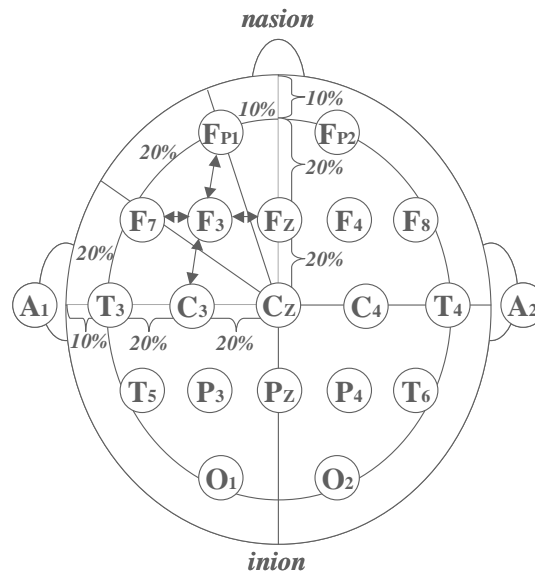 nasion
10% 10%
FP1 FP2
20% 20%
F7 F3 FZ F4 F8
20% 20%
A1 T3 C3 CZ C4 T4 A2
10% 20% 20%
T5 P3 PZ P4 T6
O1 O2
inion